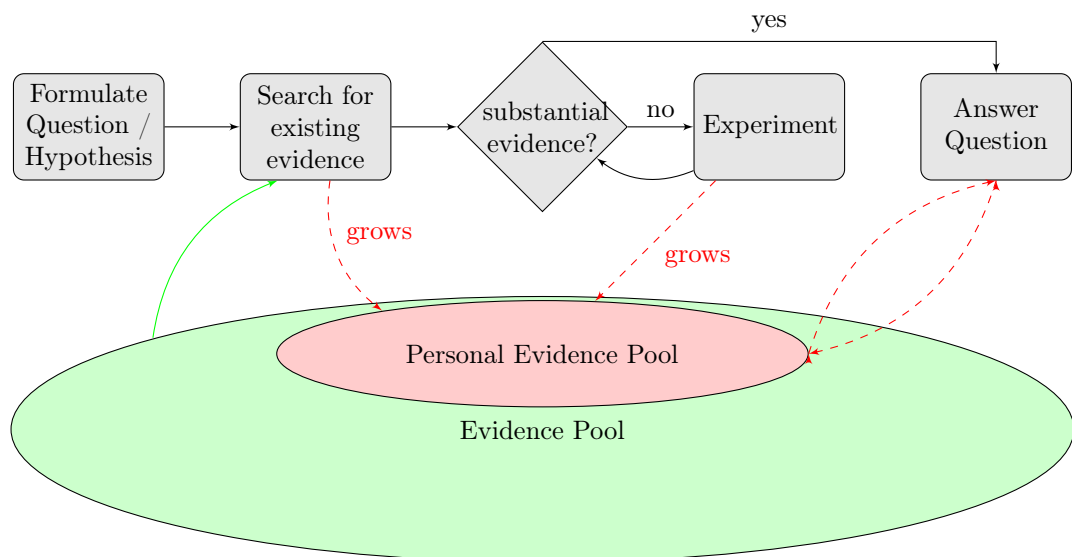 yes
Formulate
Question /
Hypothesis
Search for
existing
evidence
substantial
evidence?
no
Experiment
Answer
Question
grows
grows
Personal Evidence Pool
Evidence Pool